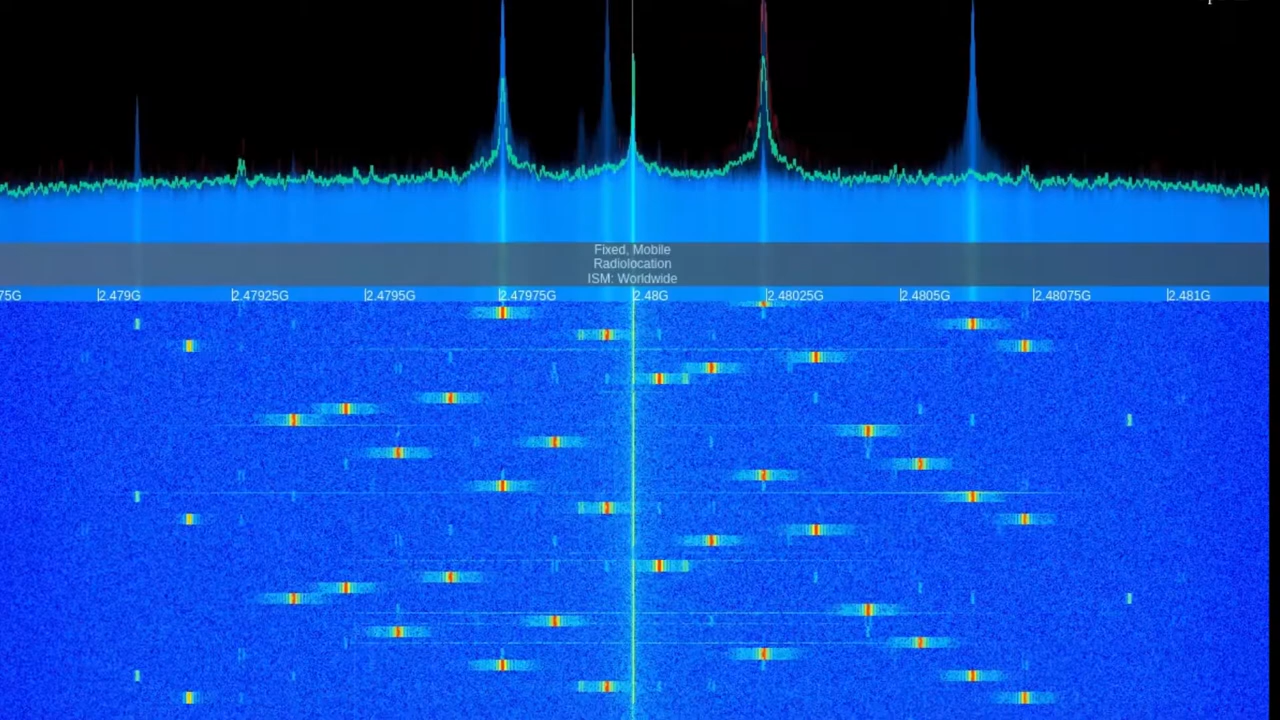 Fixed, Mobile
Radiolocation
ISM: Worldwide
75G 2.479G 2.47925G 2.4795G 2.47975G 2.48G 2.48025G 2.4805G 2.48075G 2.481G